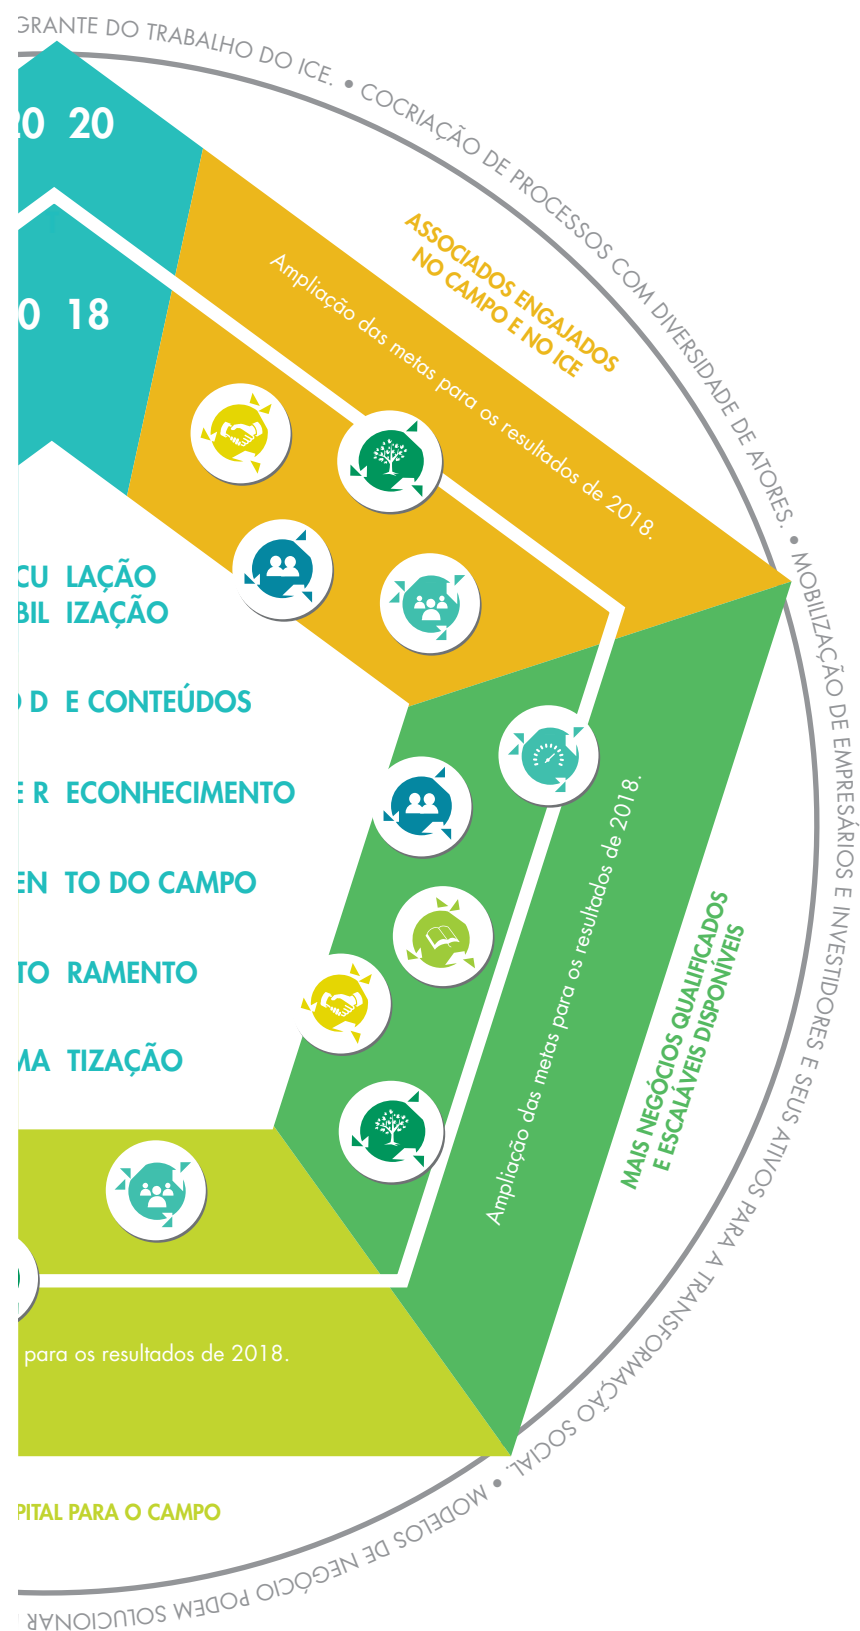 GRANTE DO TRABALHO DO ICE. • COCRIAÇÃO DE PROCESSOS COM DIVERSIDADE DE ATORES. • MOBILIZAÇÃO DE EMPRESÁRIOS E INVESTIDORES E SEUS ATIVOS PARA A TRANSFORMAÇÃO SOCIAL. • MODELOS DE NEGÓCIO PODEM SOLUCIONAR
20 20
ASSOCIADOS ENGAJADOS
NO CAMPO E NO ICE
Ampliação das metas para os resultados de 2018.
0 18
CU LAÇÃO
BIL IZAÇÃO
O D E CONTEÚDOS
E R ECONHECIMENTO
EN TO DO CAMPO
TO RAMENTO
MA TIZAÇÃO
Ampliação das metas para os resultados de 2018.
MAIS NEGÓCIOS QUALIFICADOS
E ESCALÁVEIS DISPONÍVEIS
para os resultados de 2018.
PITAL PARA O CAMPO